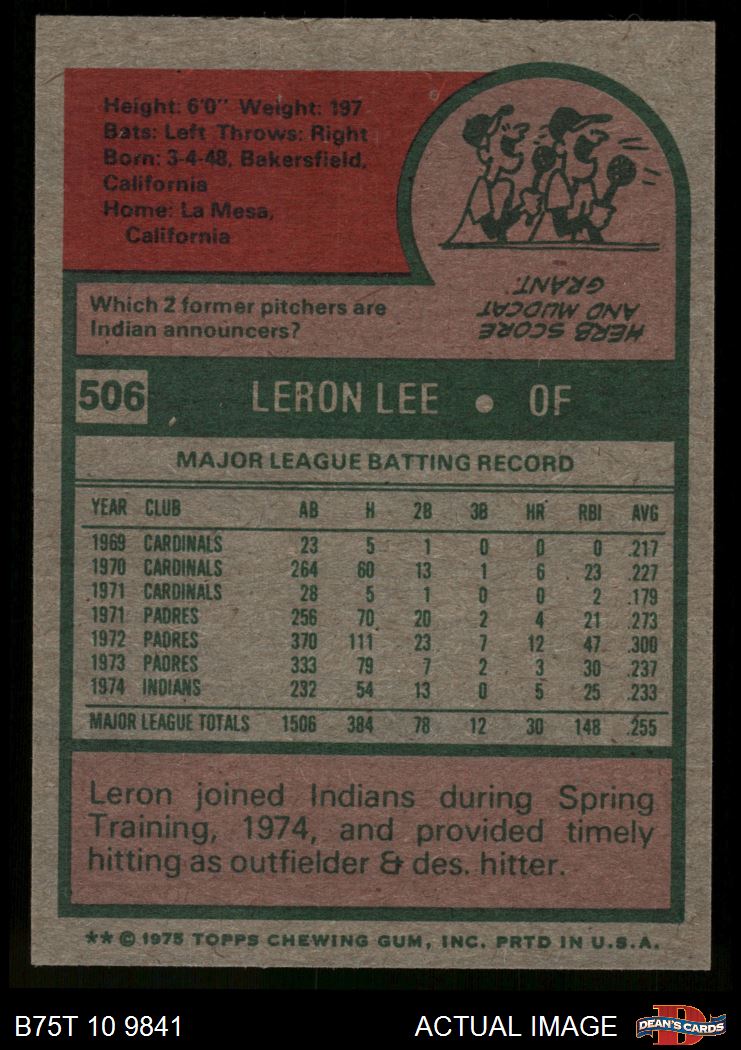 Height: 6'0" Weight: 197
Bats: Left Throws: Right
Born: 3-4-48, Bakersfield,
California
Home: La Mesa,
California
Which 2 former pitchers are
Indian announcers?
HERB SCORE
AND MUDCAT
GRANT.
506 LERON LEE • OF
MAJOR LEAGUE BATTING RECORD
YEAR CLUB AB H 2B 3B HR RBI AVG
1969 CARDINALS 23 5 1 0 0 0 .217
1970 CARDINALS 264 60 13 1 6 23 .227
1971 CARDINALS 28 5 1 0 0 2 .179
1971 PADRES 256 70 20 2 4 21 .273
1972 PADRES 370 111 23 7 12 47 .300
1973 PADRES 333 79 7 2 3 30 .237
1974 INDIANS 232 54 13 0 5 25 .233
MAJOR LEAGUE TOTALS 1506 384 78 12 30 148 .255
Leron joined Indians during Spring
Training, 1974, and provided timely
hitting as outfielder & des. hitter.
** © 1975 TOPPS CHEWING GUM, INC. PRTD IN U.S.A.
B75T 10 9841 ACTUAL IMAGE DEAN'S CARDS